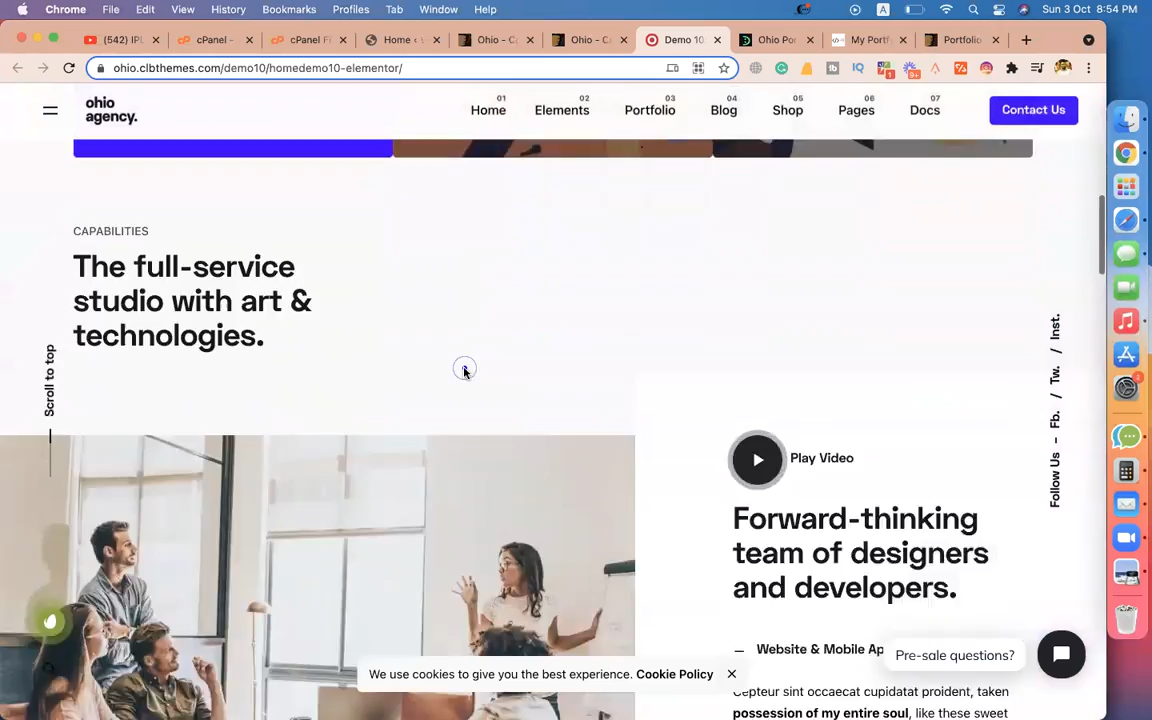 Chrome File Edit View History Bookmarks Profiles Tab Window Help A Sun 3 Oct 8:54 PM
(542) IPL
cPanel -
cPanel Fi
Home <
Ohio - C
Ohio - C
Demo 10
Ohio Por
My Portf
Portfolio
ohio.clbthemes.com/demo10/homedemo10-elementor/
ohio
agency.
01 02 03 04 05 06 07
Home Elements Portfolio Blog Shop Pages Docs Contact Us
CAPABILITIES
The full-service
studio with art &
technologies.
Scroll to top
Follow Us – Fb. / Tw. / Inst.
Play Video
Forward-thinking
team of designers
and developers.
— Website & Mobile Ap
Pre-sale questions?
We use cookies to give you the best experience. Cookie Policy
Cepteur sint occaecat cupidatat proident, taken
possession of my entire soul, like these sweet